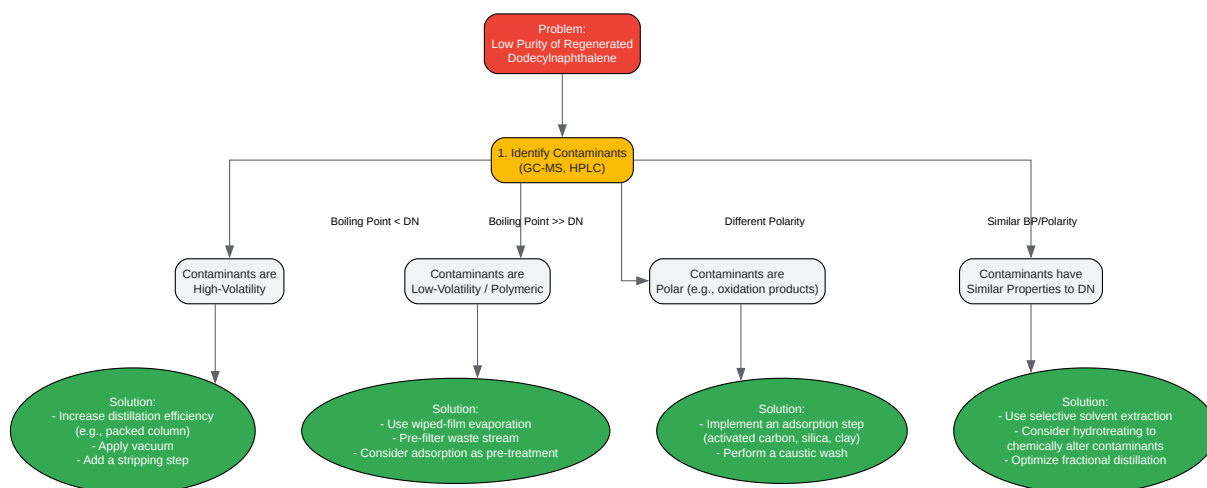 Problem:
Low Purity of Regenerated
Dodecylnaphthalene
1. Identify Contaminants
(GC-MS, HPLC)
Boiling Point < DN
Boiling Point >> DN
Different Polarity
Similar BP/Polarity
Contaminants are
High-Volatility
Contaminants are
Low-Volatility / Polymeric
Contaminants are
Polar (e.g., oxidation products)
Contaminants have
Similar Properties to DN
Solution:
- Increase distillation efficiency
(e.g., packed column)
- Apply vacuum
- Add a stripping step
Solution:
- Use wiped-film evaporation
- Pre-filter waste stream
- Consider adsorption as pre-treatment
Solution:
- Implement an adsorption step
(activated carbon, silica, clay)
- Perform a caustic wash
Solution:
- Use selective solvent extraction
- Consider hydrotreating to
chemically alter contaminants
- Optimize fractional distillation